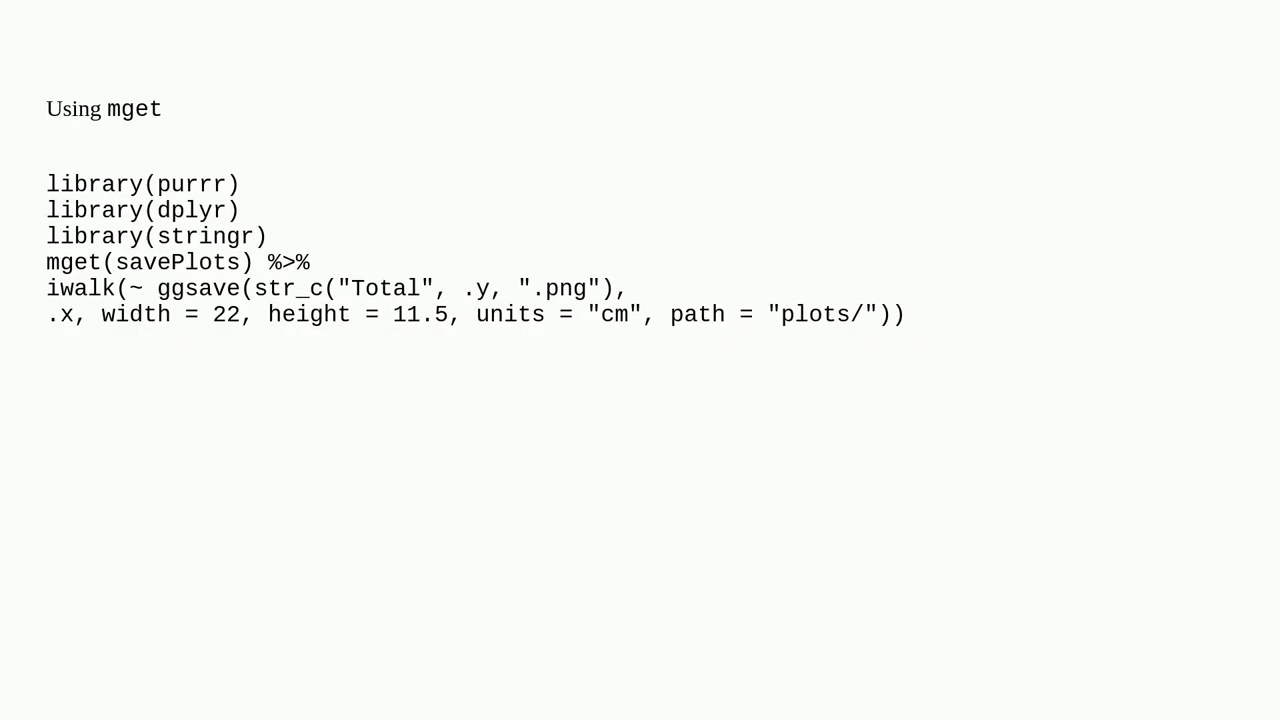 Using mget
library(purrr)
library(dplyr)
library(stringr)
mget(savePlots) %>%
iwalk(~ ggsave(str_c("Total", .y, ".png"),
.x, width = 22, height = 11.5, units = "cm", path = "plots/"))